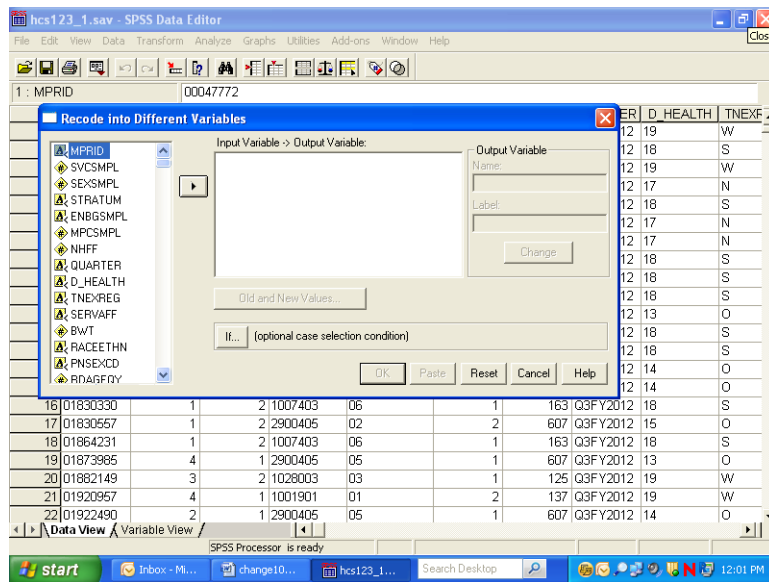 hcs123_1.sav - SPSS Data Editor
Clos
File Edit View Data Transform Analyze Graphs Utilities Add-ons Window Help
1 : MPRID 00047772
ER D_HEALTH TNEXR
Recode into Different Variables
MPRID
SVCSMPL
SEXSMPL
STRATUM
ENBGSMPL
MPCSMPL
NHFF
QUARTER
D_HEALTH
TNEXREG
SERVAFF
BWT
RACEETHN
PNSEXCD
Input Variable -> Output Variable:
Output Variable
Name:
Label:
Change
Old and New Values...
If... (optional case selection condition)
OK Paste Reset Cancel Help
12 19 W
12 18 S
12 19 W
12 17 N
12 18 S
12 17 N
12 17 N
12 18 S
12 18 S
12 18 S
12 13 O
12 18 S
12 18 S
12 14 O
12 14 O
16 01830330 1 2 1007403 06 1 163 Q3FY2012 18 S
17 01830557 1 2 2900405 02 2 607 Q3FY2012 15 O
18 01864231 1 2 1007403 06 1 163 Q3FY2012 18 S
19 01873985 4 1 2900405 05 1 607 Q3FY2012 13 O
20 01882149 3 2 1028003 03 1 125 Q3FY2012 19 W
21 01920957 4 1 1001901 01 2 137 Q3FY2012 19 W
22 01922490 2 1 2900405 05 1 607 Q3FY2012 14 O
Data View Variable View
SPSS Processor is ready
start Inbox - Mi... change10... hcs123_1... Search Desktop 12:01 PM